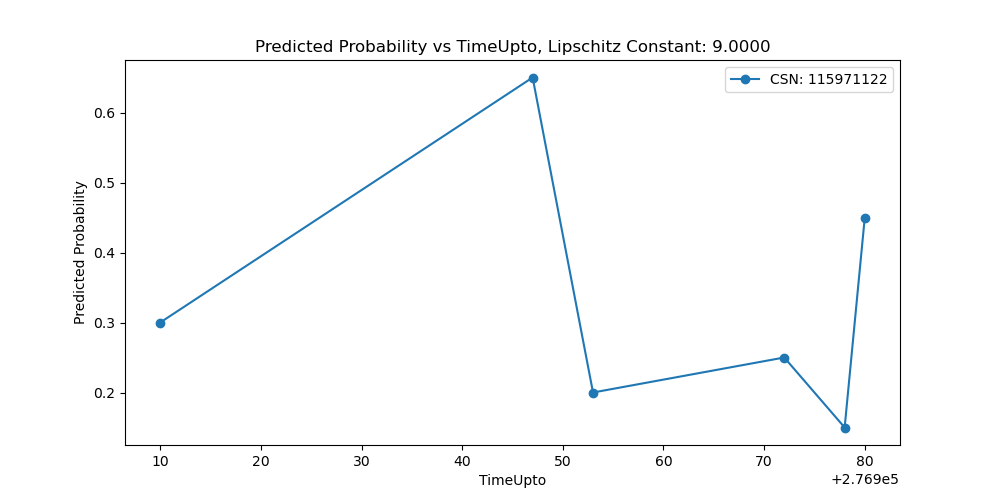 Predicted Probability vs TimeUpto, Lipschitz Constant: 9.0000
CSN: 115971122
Predicted Probability
0.6
0.5
0.4
0.3
0.2
10 20 30 40 50 60 70 80
+2.769e5
TimeUpto